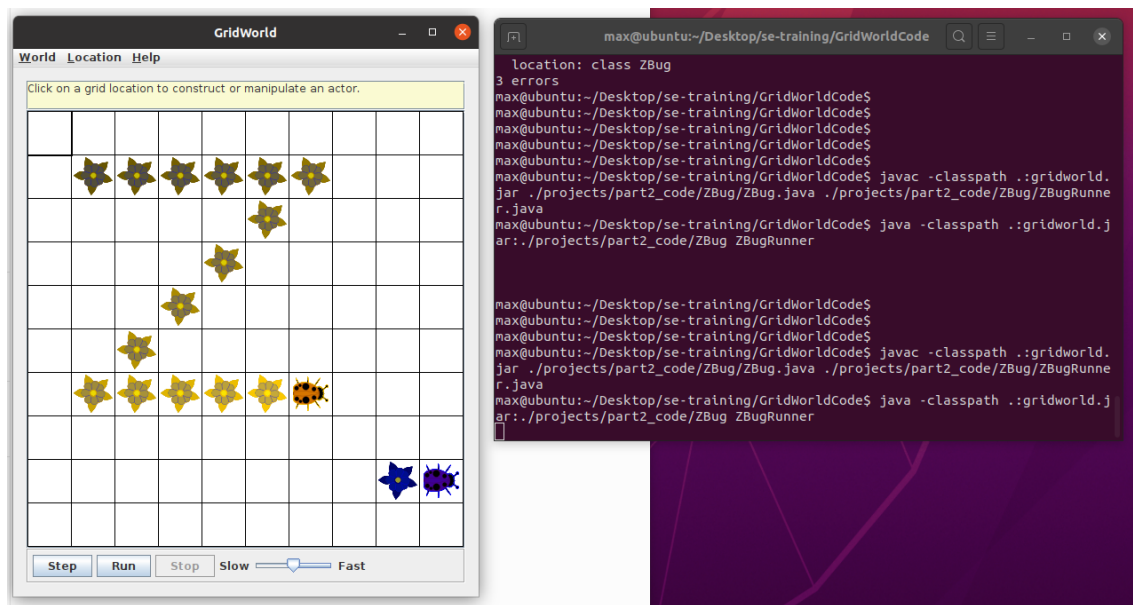 GridWorld
World Location Help
Click on a grid location to construct or manipulate an actor.
Step Run Stop Slow Fast
max@ubuntu:~/Desktop/se-training/GridWorldCode
location: class ZBug
3 errors
max@ubuntu:~/Desktop/se-training/GridWorldCode$
max@ubuntu:~/Desktop/se-training/GridWorldCode$
max@ubuntu:~/Desktop/se-training/GridWorldCode$
max@ubuntu:~/Desktop/se-training/GridWorldCode$
max@ubuntu:~/Desktop/se-training/GridWorldCode$
max@ubuntu:~/Desktop/se-training/GridWorldCode$ javac -classpath .:gridworld.
jar ./projects/part2_code/ZBug/ZBug.java ./projects/part2_code/ZBug/ZBugRunne
r.java
max@ubuntu:~/Desktop/se-training/GridWorldCode$ java -classpath .:gridworld.j
ar:./projects/part2_code/ZBug ZBugRunner
max@ubuntu:~/Desktop/se-training/GridWorldCode$
max@ubuntu:~/Desktop/se-training/GridWorldCode$
max@ubuntu:~/Desktop/se-training/GridWorldCode$
max@ubuntu:~/Desktop/se-training/GridWorldCode$ javac -classpath .:gridworld.
jar ./projects/part2_code/ZBug/ZBug.java ./projects/part2_code/ZBug/ZBugRunne
r.java
max@ubuntu:~/Desktop/se-training/GridWorldCode$ java -classpath .:gridworld.j
ar:./projects/part2_code/ZBug ZBugRunner